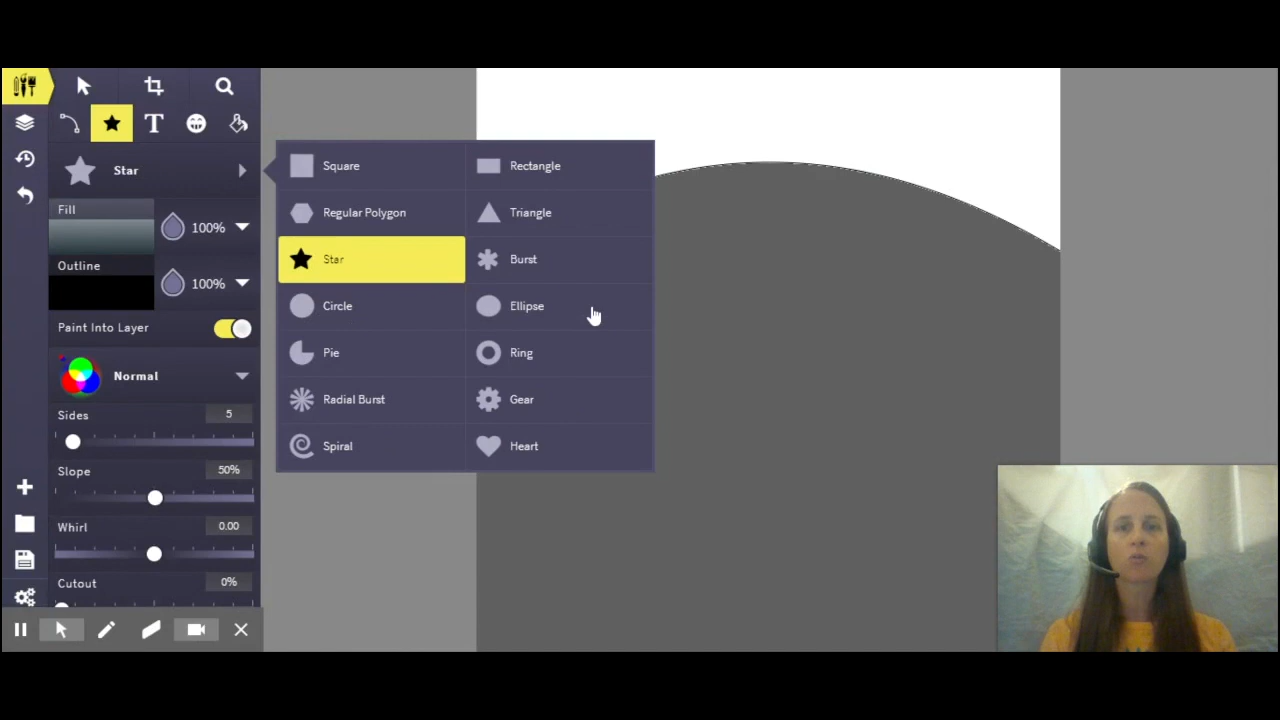 T
Star
Fill
100%
Outline
100%
Paint Into Layer
Normal
Sides
5
Slope
50%
Whirl
0.00
Cutout
0%
Square
Rectangle
Regular Polygon
Triangle
Star
Burst
Circle
Ellipse
Pie
Ring
Radial Burst
Gear
Spiral
Heart